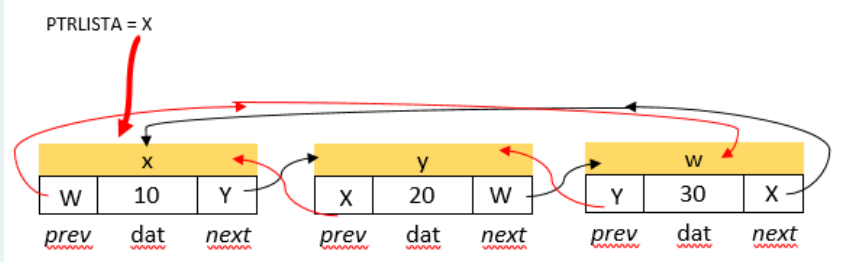 PTRLISTA = X
x y w
W 10 Y X 20 W Y 30 X
prev dat next prev dat next prev dat next